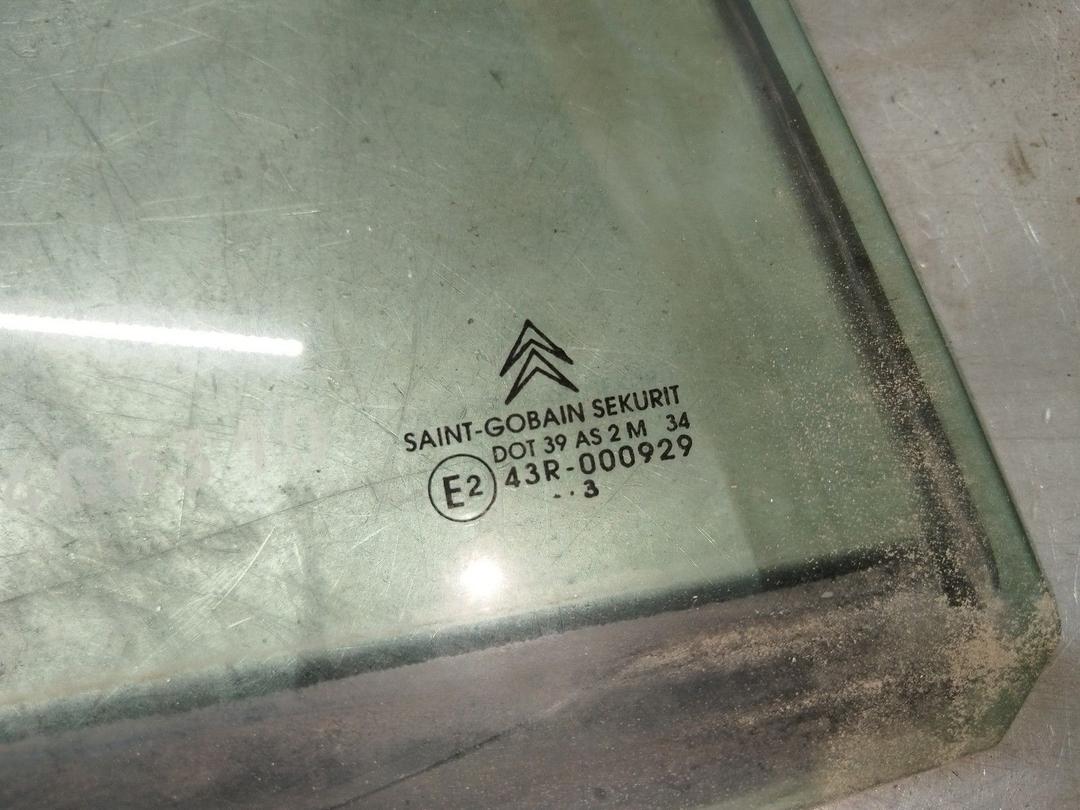 SAINT-GOBAIN SEKURIT
DOT 39 AS 2 M 34
E2 43R-000929
. . 3